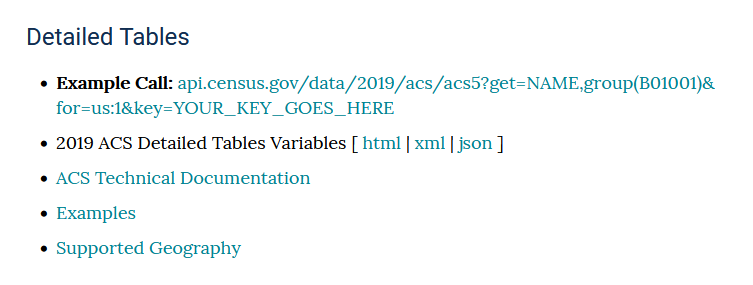 Detailed Tables
Example Call: api.census.gov/data/2019/acs/acs5?get=NAME,group(B01001)&
for=us:1&key=YOUR_KEY_GOES_HERE
2019 ACS Detailed Tables Variables [ html | xml | json ]
ACS Technical Documentation
Examples
Supported Geography